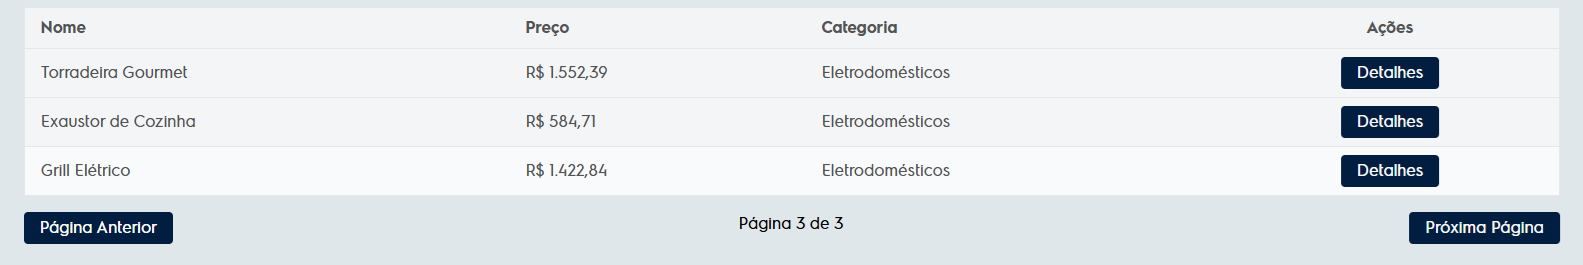 Nome Preço Categoria Ações
Torradeira Gourmet R$ 1.552,39 Eletrodomésticos Detalhes
Exaustor de Cozinha R$ 584,71 Eletrodomésticos Detalhes
Grill Elétrico R$ 1.422,84 Eletrodomésticos Detalhes
Página Anterior Página 3 de 3 Próxima Página